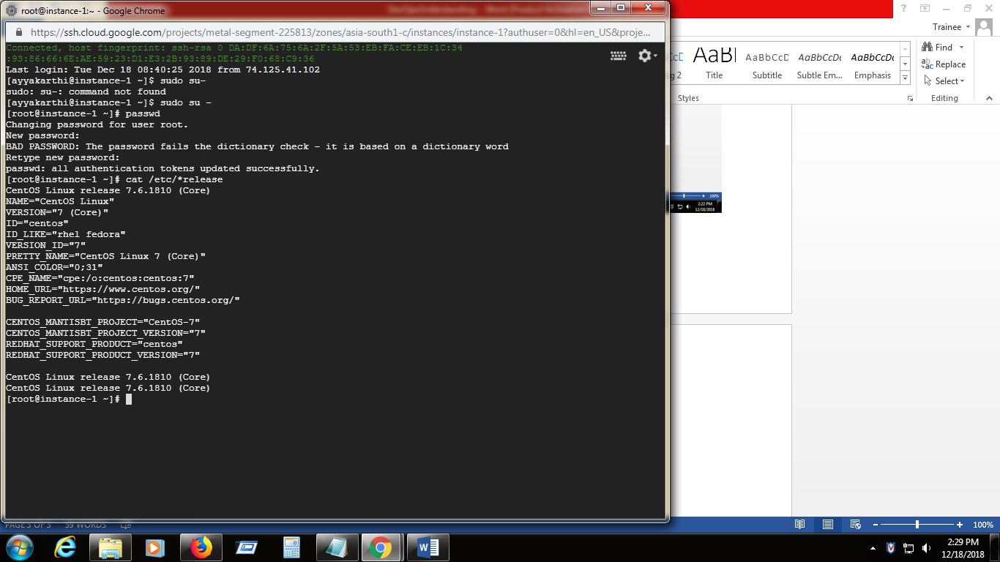 root@instance-1:~ - Google Chrome
https://ssh.cloud.google.com/projects/metal-segment-225813/zones/asia-south1-c/instances/instance-1?authuser=0&hl=en_US&proje...
Connected, host fingerprint: ssh-rsa 0 DA:DF:6A:75:6A:2F:5A:53:EB:FA:CE:EB:1C:34
:93:86:66:6E:AE:59:23:D1:E3:2B:93:89:DE:29:F0:68:C9:36
Last login: Tue Dec 18 08:40:25 2018 from 74.125.41.102
[ayyakarthi@instance-1 ~]$ sudo su-
sudo: su-: command not found
[ayyakarthi@instance-1 ~]$ sudo su -
[root@instance-1 ~]# passwd
Changing password for user root.
New password:
BAD PASSWORD: The password fails the dictionary check - it is based on a dictionary word
Retype new password:
passwd: all authentication tokens updated successfully.
[root@instance-1 ~]# cat /etc/*release
CentOS Linux release 7.6.1810 (Core)
NAME="CentOS Linux"
VERSION="7 (Core)"
ID="centos"
ID_LIKE="rhel fedora"
VERSION_ID="7"
PRETTY_NAME="CentOS Linux 7 (Core)"
ANSI_COLOR="0;31"
CPE_NAME="cpe:/o:centos:centos:7"
HOME_URL="https://www.centos.org/"
BUG_REPORT_URL="https://bugs.centos.org/"
CENTOS_MANTISBT_PROJECT="CentOS-7"
CENTOS_MANTISBT_PROJECT_VERSION="7"
REDHAT_SUPPORT_PRODUCT="centos"
REDHAT_SUPPORT_PRODUCT_VERSION="7"
CentOS Linux release 7.6.1810 (Core)
CentOS Linux release 7.6.1810 (Core)
[root@instance-1 ~]#
Trainee
AaBbCcDc AaBbCcDc AaBbCcDc
g 2 Title Subtitle Subtle Em... Emphasis
Styles
Find
Replace
Select
Editing
100%
2:22 PM
12/18/2018
PAGE 3 OF 3 39 WORDS
100%
2:29 PM
12/18/2018